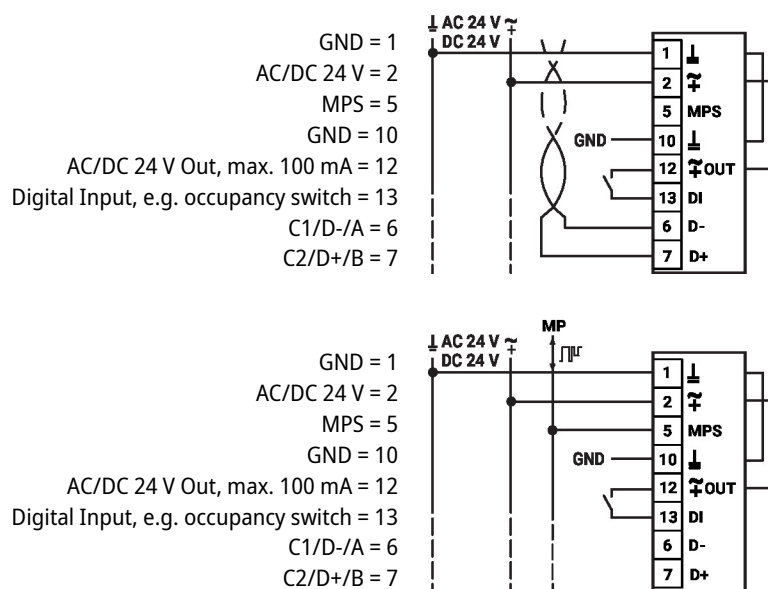 GND = 1
AC/DC 24 V = 2
MPS = 5
GND = 10
AC/DC 24 V Out, max. 100 mA = 12
Digital Input, e.g. occupancy switch = 13
C1/D-/A = 6
C2/D+/B = 7
⊥ AC 24 V ~
DC 24 V +
1 ⊥
2 ~+
5 MPS
GND 10 ⊥
12 ~+ OUT
13 DI
6 D-
7 D+
GND = 1
AC/DC 24 V = 2
MPS = 5
GND = 10
AC/DC 24 V Out, max. 100 mA = 12
Digital Input, e.g. occupancy switch = 13
C1/D-/A = 6
C2/D+/B = 7
MP
⊥ AC 24 V ~
DC 24 V +
1 ⊥
2 ~+
5 MPS
GND 10 ⊥
12 ~+ OUT
13 DI
6 D-
7 D+